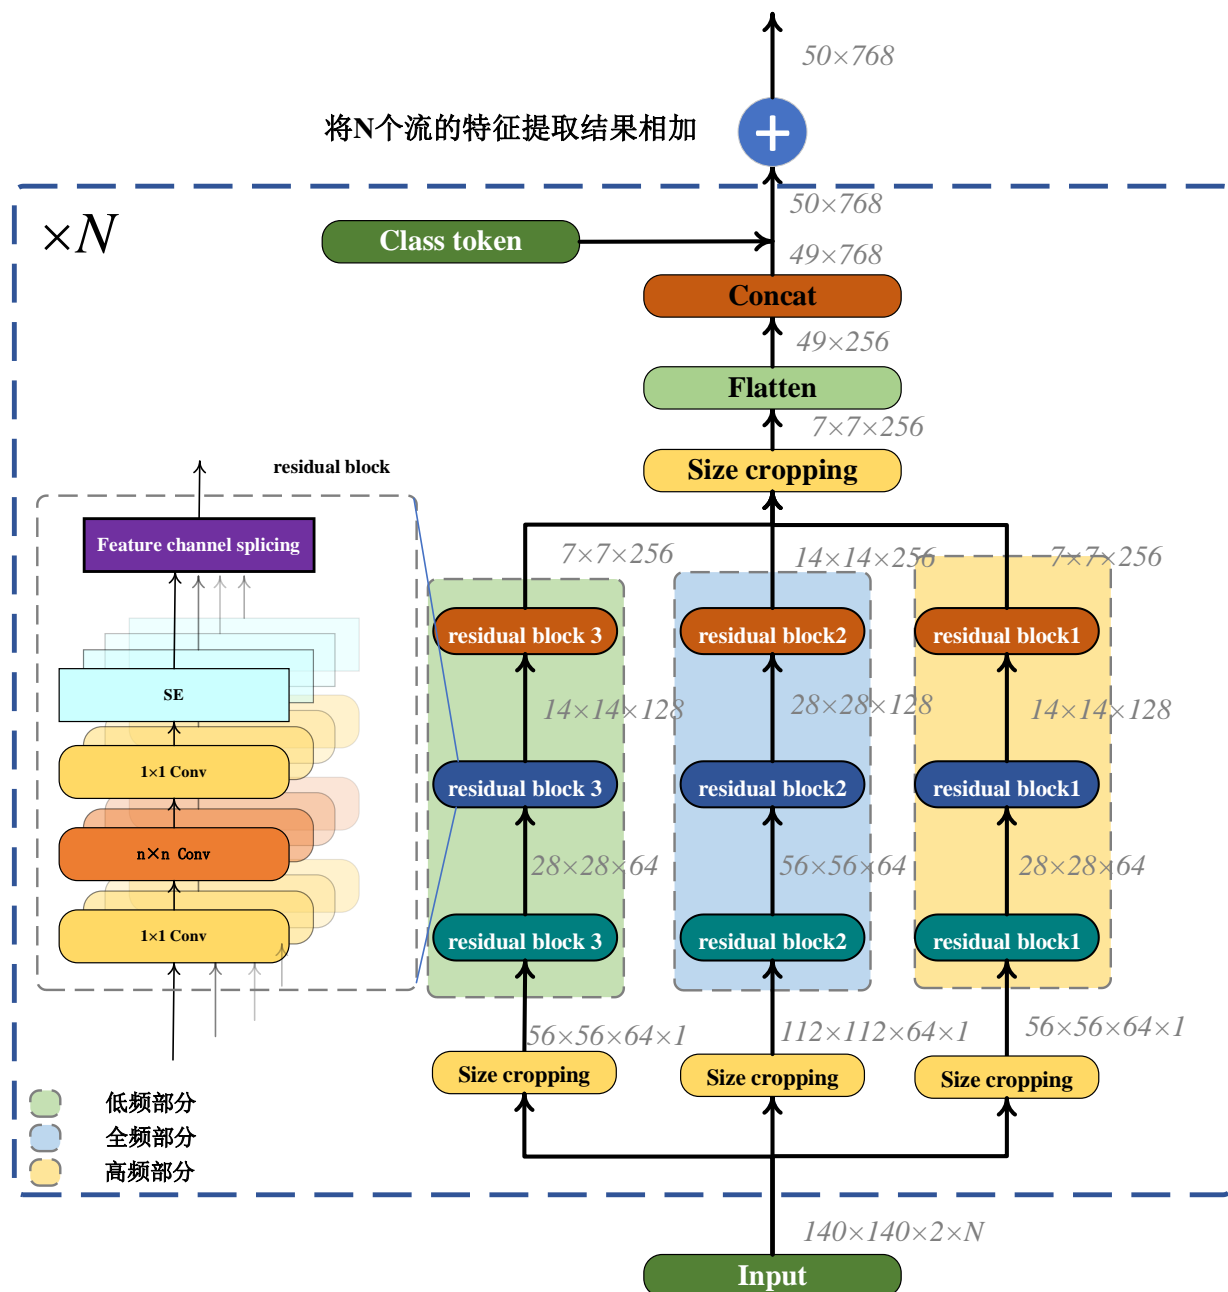 50×768
将N个流的特征提取结果相加
×N
50×768
Class token
49×768
Concat
49×256
Flatten
7×7×256
Size cropping
residual block
Feature channel splicing
SE
1×1 Conv
n×n Conv
1×1 Conv
7×7×256
14×14×256
7×7×256
residual block 3
residual block2
residual block1
14×14×128
28×28×128
14×14×128
residual block 3
residual block2
residual block1
28×28×64
56×56×64
28×28×64
residual block 3
residual block2
residual block1
56×56×64×1
112×112×64×1
56×56×64×1
Size cropping
Size cropping
Size cropping
低频部分
全频部分
高频部分
140×140×2×N
Input